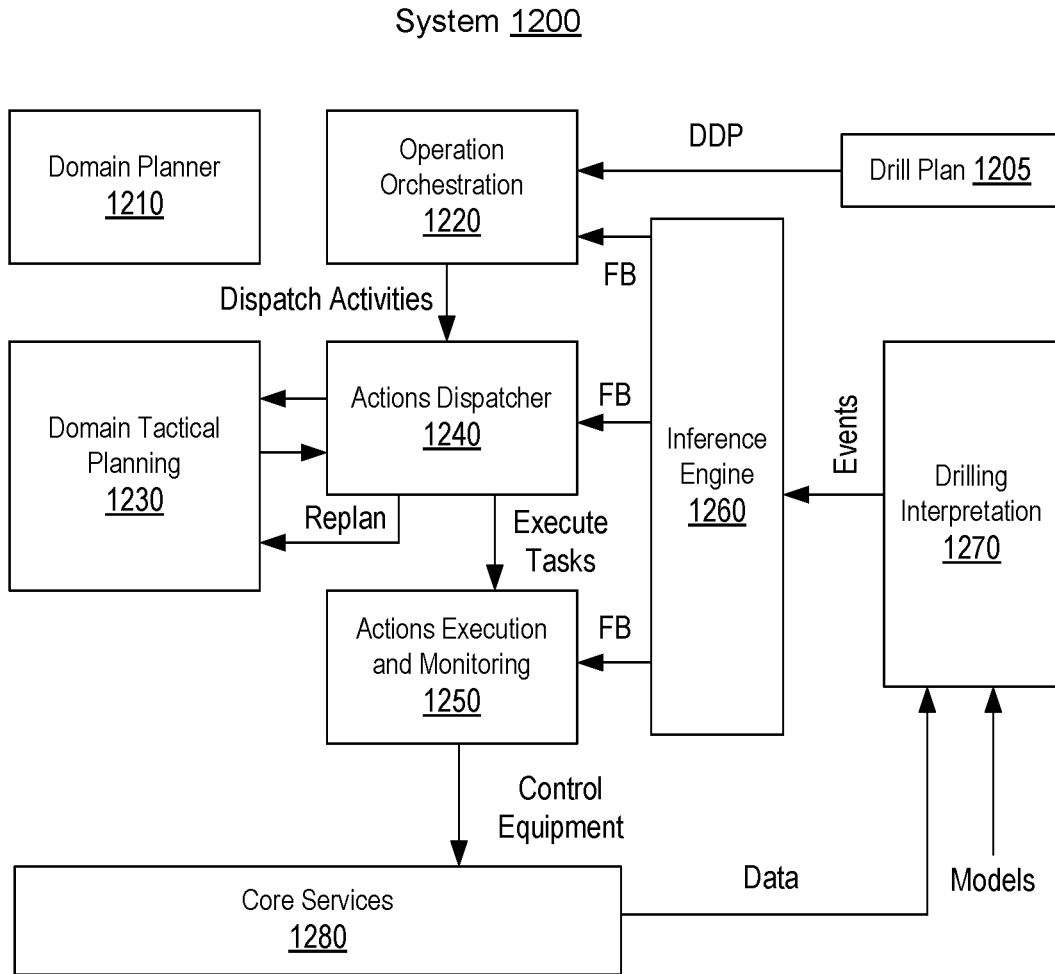 System 1200
Domain Planner
1210
Operation
Orchestration
1220
DDP
Drill Plan 1205
FB
Dispatch Activities
Domain Tactical
Planning
1230
Actions Dispatcher
1240
FB
Inference
Engine
1260
Events
Drilling
Interpretation
1270
Replan
Execute
Tasks
Actions Execution
and Monitoring
1250
FB
Control
Equipment
Core Services
1280
Data
Models